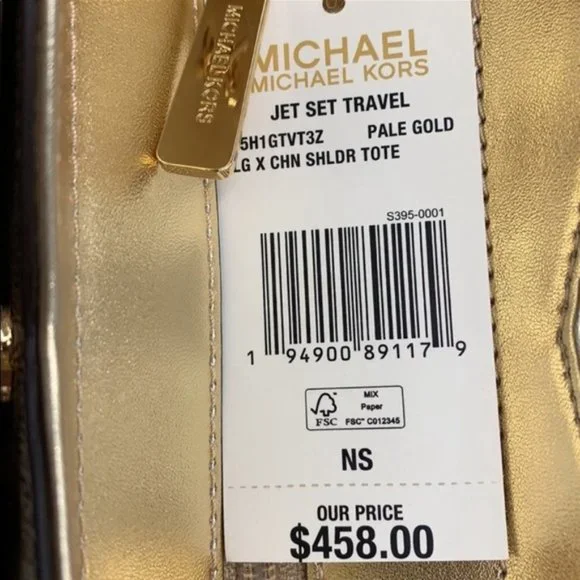 MICHAEL KORS
MICHAEL
MICHAEL KORS
JET SET TRAVEL
5H1GTVT3Z PALE GOLD
LG X CHN SHLDR TOTE
S395-0001
1 94900 89117 9
FSC
MIX
Paper
FSC™ C012345
NS
OUR PRICE
$458.00